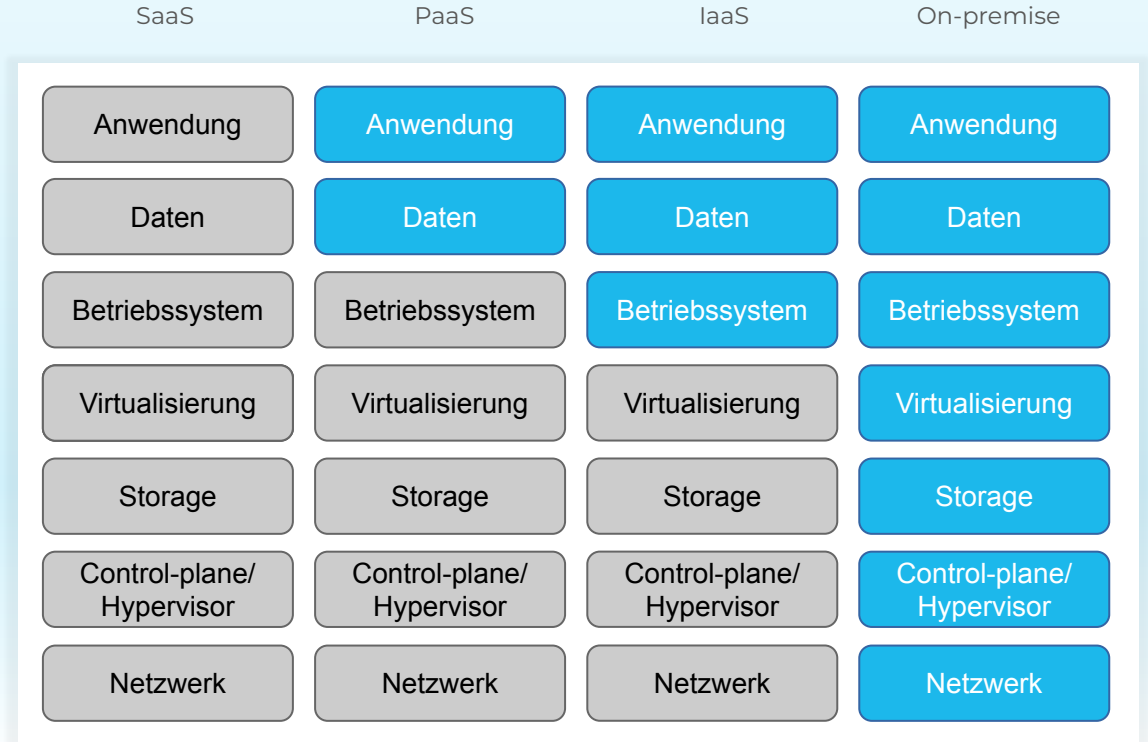 SaaS PaaS IaaS On-premise
Anwendung Anwendung Anwendung Anwendung
Daten Daten Daten Daten
Betriebssystem Betriebssystem Betriebssystem Betriebssystem
Virtualisierung Virtualisierung Virtualisierung Virtualisierung
Storage Storage Storage Storage
Control-plane/ Control-plane/ Control-plane/ Control-plane/
Hypervisor Hypervisor Hypervisor Hypervisor
Netzwerk Netzwerk Netzwerk Netzwerk